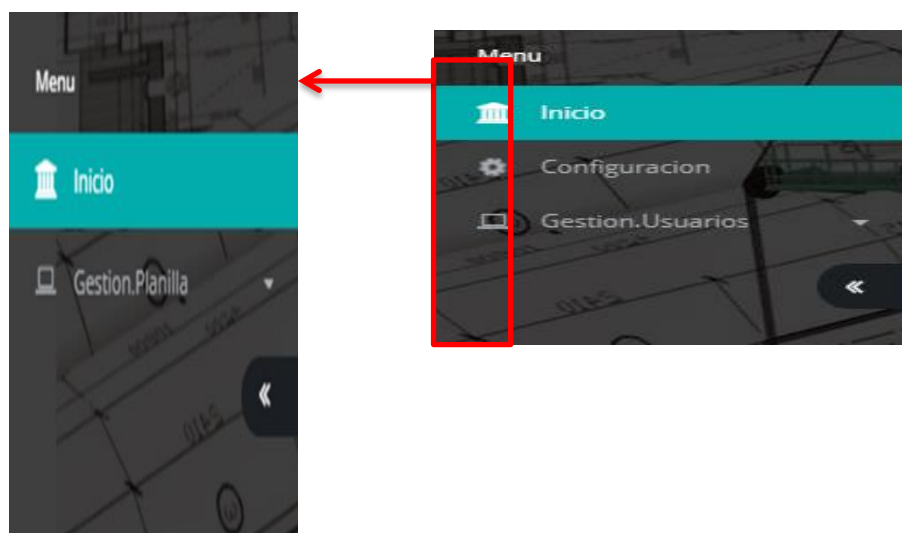 Menu
Inicio
Gestion.Planilla
Menu
Inicio
Configuracion
Gestion.Usuarios